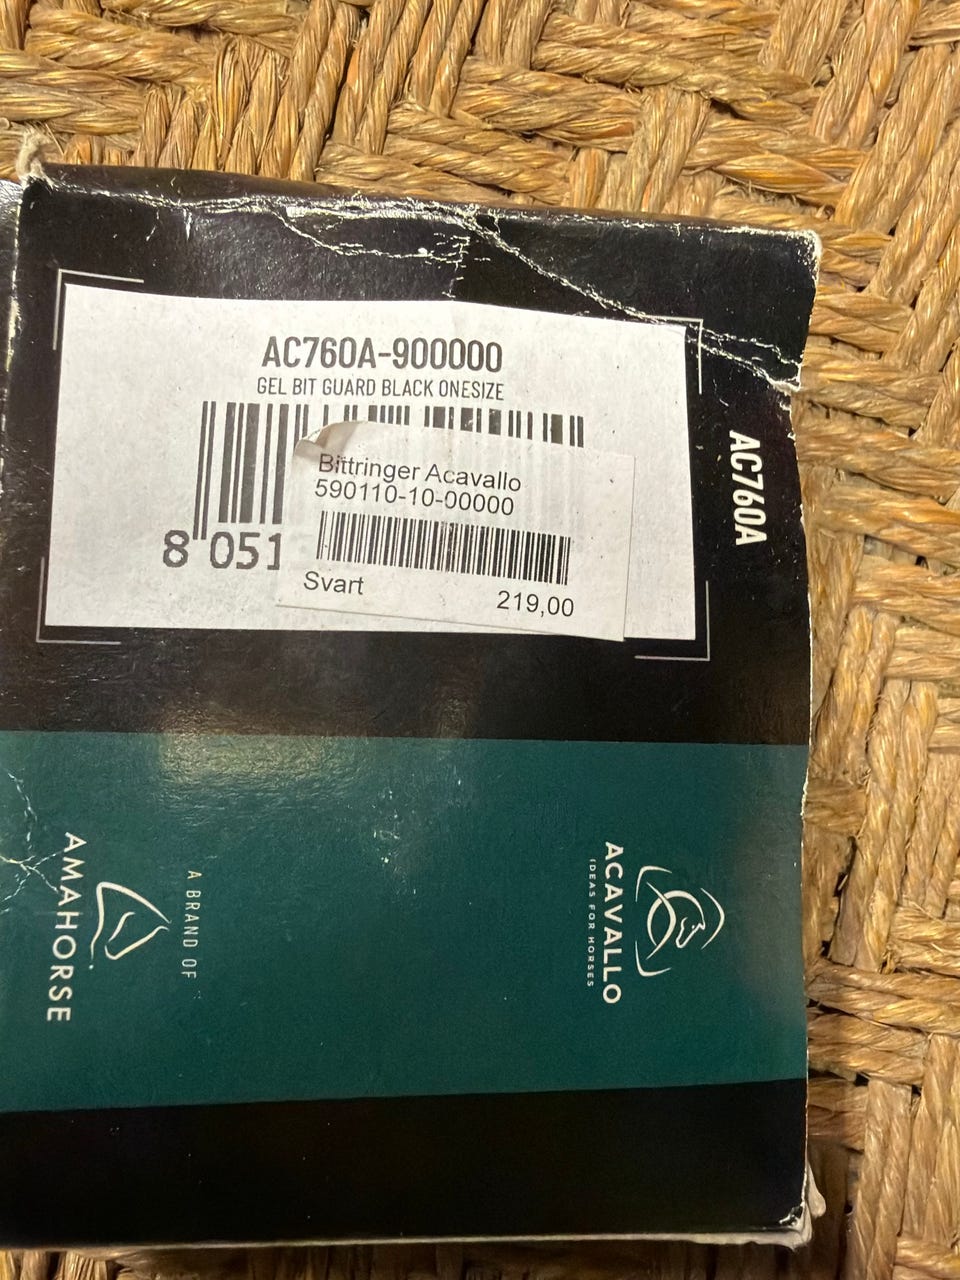 AC760A-900000
GEL BIT GUARD BLACK ONESIZE
8 051
Bittringer Acavallo
590110-10-00000
Svart
219,00
AC760A
ACAVALLO
IDEAS FOR HORSES
A BRAND OF
AMAHORSE